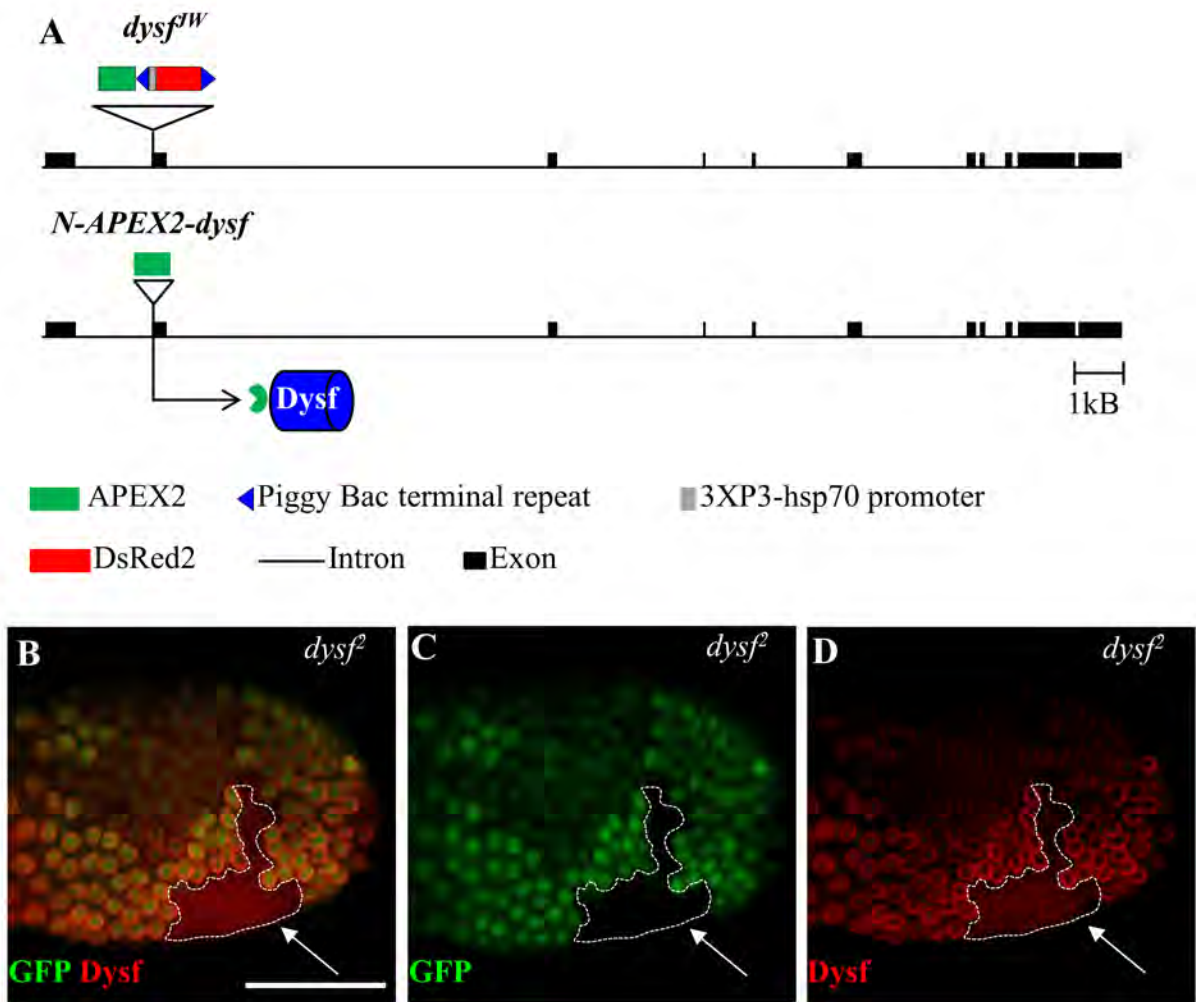 A
dysfᴶᵂ
N-APEX2-dysf
Dysf
1kB
APEX2
Piggy Bac terminal repeat
3XP3-hsp70 promoter
DsRed2
Intron
Exon
B
dysf²
GFP Dysf
C
dysf²
GFP
D
dysf²
Dysf